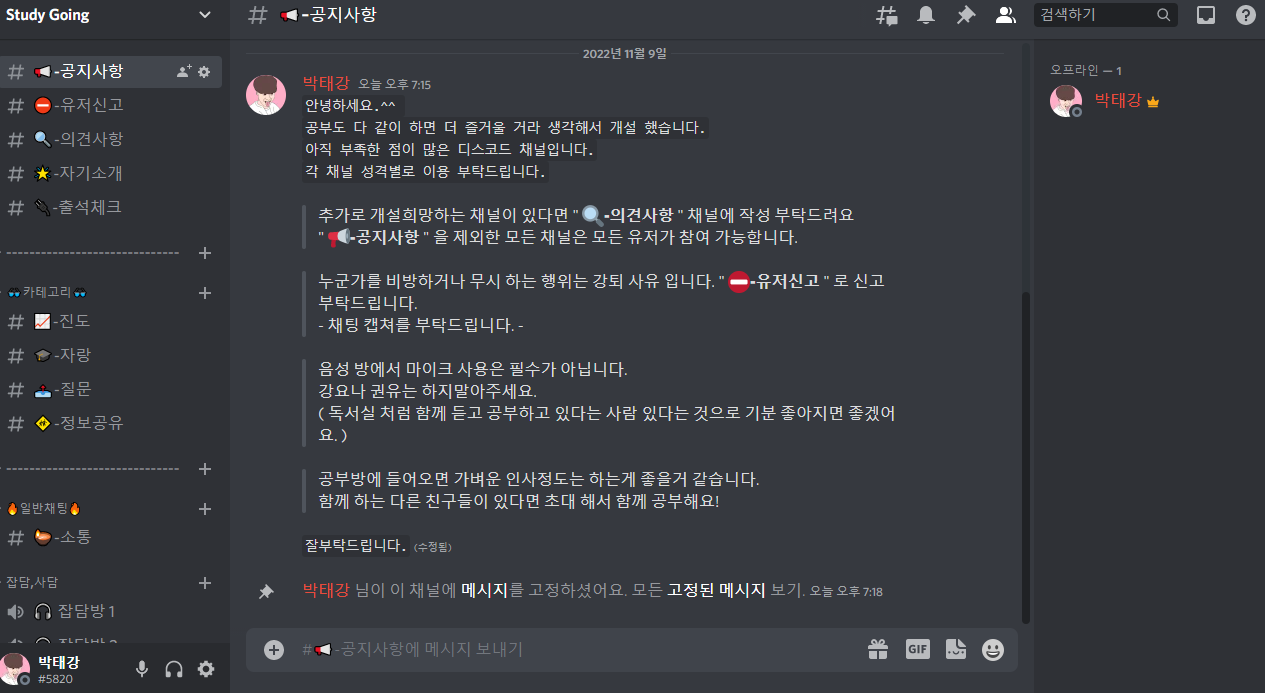 Study Going
# 📢-공지사항
검색하기
# 📢-공지사항
# ⛔-유저신고
# 🔍-의견사항
# 🌟-자기소개
# 🔌-출석체크
--------------------------------
🕶카테고리🕶
# 📈-진도
# 🎓-자랑
# 📤-질문
# 🚸-정보공유
--------------------------------
🔥일반채팅🔥
# 🪔-소통
잡담,사담
🎧 잡담방 1
박태강
#5820
2022년 11월 9일
박태강 오늘 오후 7:15
안녕하세요.^^
공부도 다 같이 하면 더 즐거울 거라 생각해서 개설 했습니다.
아직 부족한 점이 많은 디스코드 채널입니다.
각 채널 성격별로 이용 부탁드립니다.
추가로 개설희망하는 채널이 있다면 " 🔍-의견사항 " 채널에 작성 부탁드려요
" 📢-공지사항 " 을 제외한 모든 채널은 모든 유저가 참여 가능합니다.
누군가를 비방하거나 무시 하는 행위는 강퇴 사유 입니다. " ⛔-유저신고 " 로 신고
부탁드립니다.
- 채팅 캡쳐를 부탁드립니다. -
음성 방에서 마이크 사용은 필수가 아닙니다.
강요나 권유는 하지말아주세요.
( 독서실 처럼 함께 듣고 공부하고 있다는 사람 있다는 것으로 기분 좋아지면 좋겠어
요. )
공부방에 들어오면 가벼운 인사정도는 하는게 좋을거 같습니다.
함께 하는 다른 친구들이 있다면 초대 해서 함께 공부해요!
잘부탁드립니다. (수정됨)
박태강 님이 이 채널에 메시지를 고정하셨어요. 모든 고정된 메시지 보기. 오늘 오후 7:18
#📢-공지사항에 메시지 보내기
GIF
오프라인 — 1
박태강